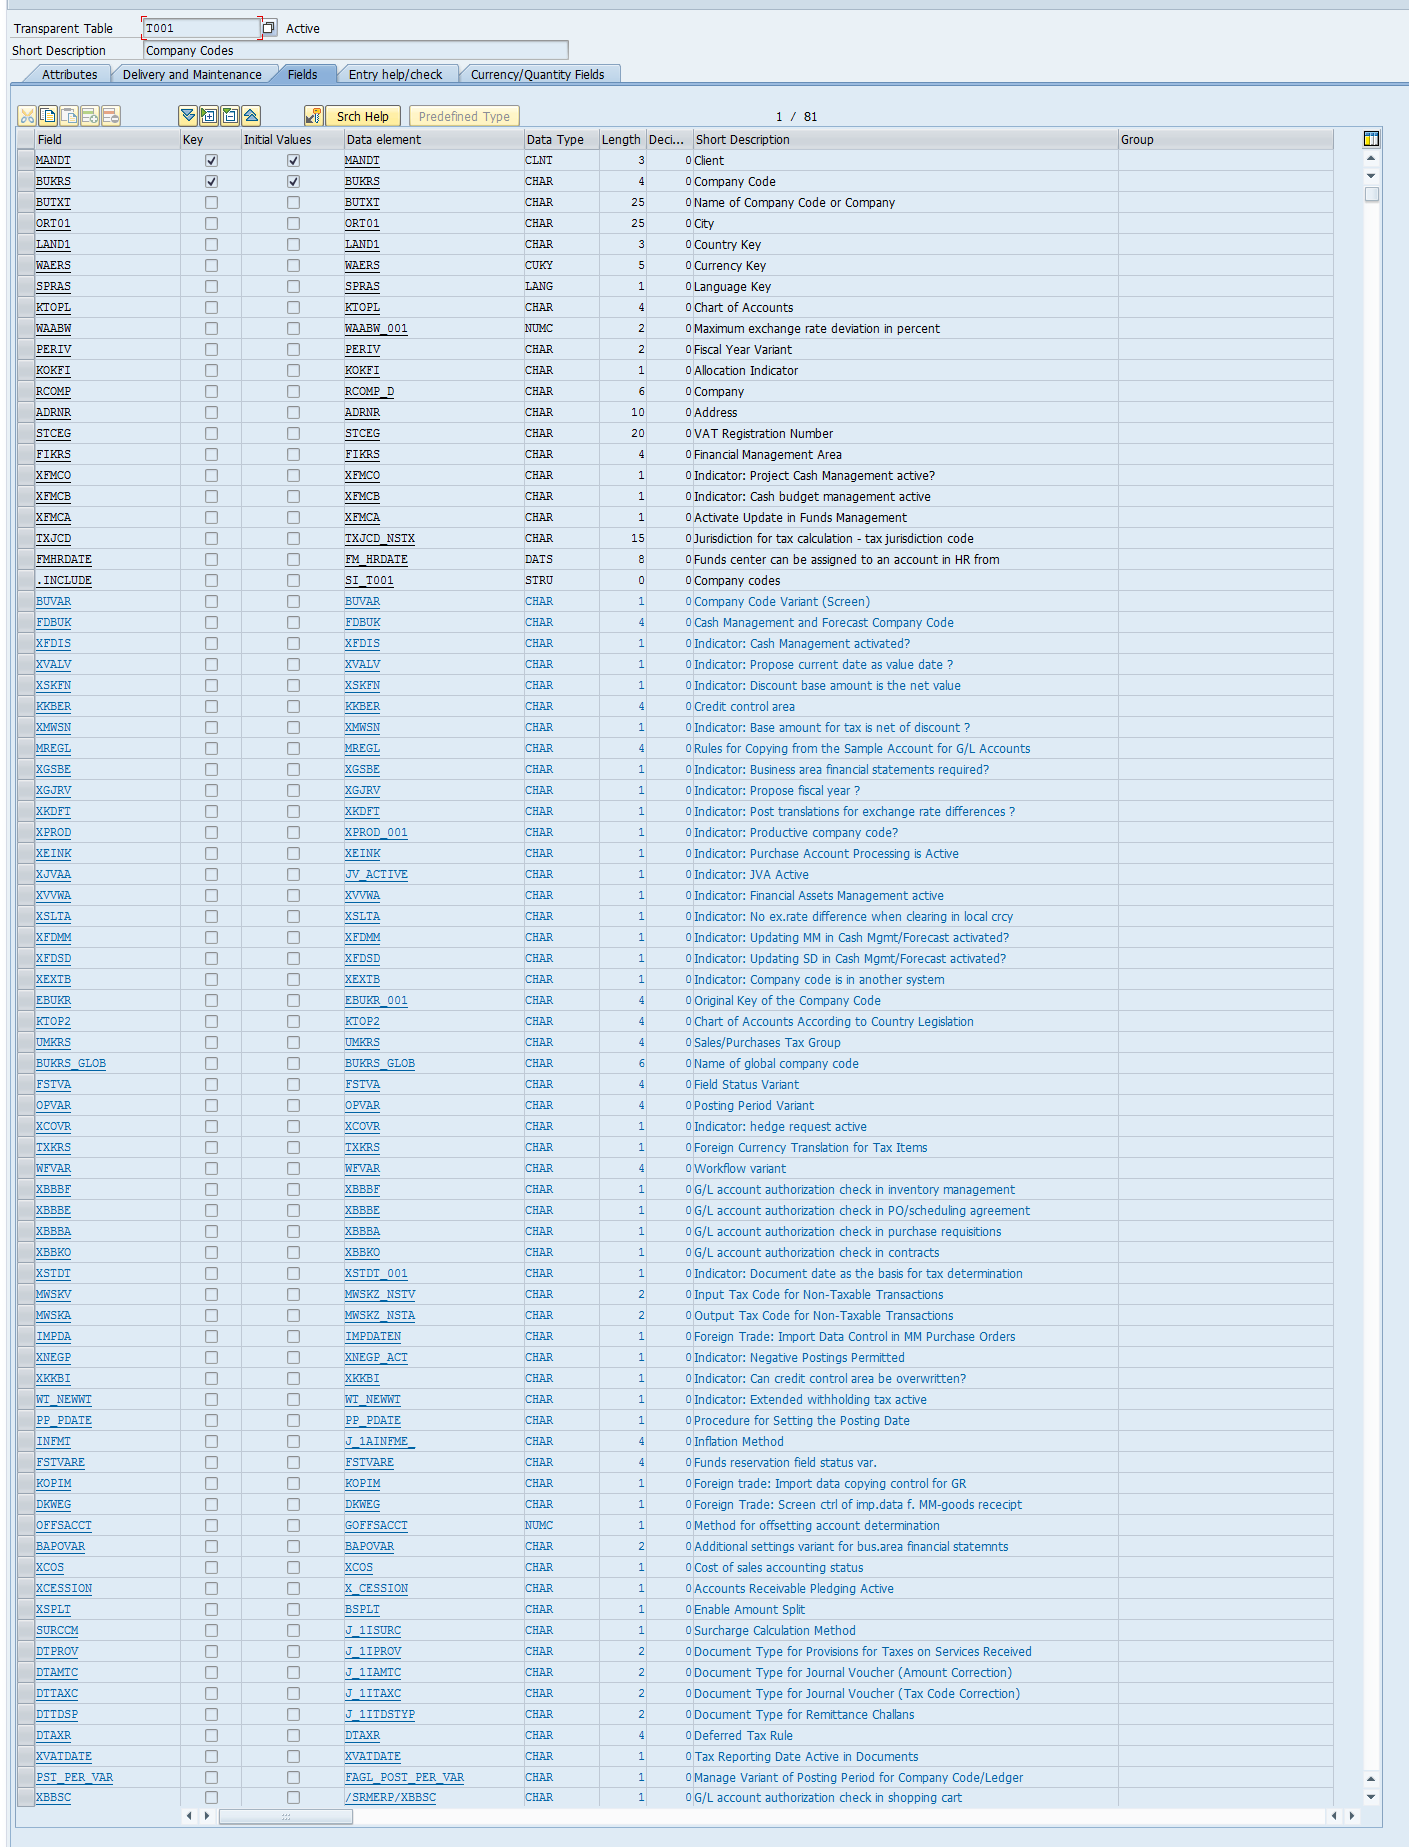 Transparent Table T001 Active
Short Description Company Codes
Attributes Delivery and Maintenance Fields Entry help/check Currency/Quantity Fields
Srch Help Predefined Type 1 / 81
Field Key Initial Values Data element Data Type Length Deci... Short Description Group
MANDT MANDT CLNT 3 0 Client
BUKRS BUKRS CHAR 4 0 Company Code
BUTXT BUTXT CHAR 25 0 Name of Company Code or Company
ORT01 ORT01 CHAR 25 0 City
LAND1 LAND1 CHAR 3 0 Country Key
WAERS WAERS CUKY 5 0 Currency Key
SPRAS SPRAS LANG 1 0 Language Key
KTOPL KTOPL CHAR 4 0 Chart of Accounts
WAABW WAABW_001 NUMC 2 0 Maximum exchange rate deviation in percent
PERIV PERIV CHAR 2 0 Fiscal Year Variant
KOKFI KOKFI CHAR 1 0 Allocation Indicator
RCOMP RCOMP_D CHAR 6 0 Company
ADRNR ADRNR CHAR 10 0 Address
STCEG STCEG CHAR 20 0 VAT Registration Number
FIKRS FIKRS CHAR 4 0 Financial Management Area
XFMCO XFMCO CHAR 1 0 Indicator: Project Cash Management active?
XFMCB XFMCB CHAR 1 0 Indicator: Cash budget management active
XFMCA XFMCA CHAR 1 0 Activate Update in Funds Management
TXJCD TXJCD_NSTX CHAR 15 0 Jurisdiction for tax calculation - tax jurisdiction code
FMHRDATE FM_HRDATE DATS 8 0 Funds center can be assigned to an account in HR from
.INCLUDE SI_T001 STRU 0 0 Company codes
BUVAR BUVAR CHAR 1 0 Company Code Variant (Screen)
FDBUK FDBUK CHAR 4 0 Cash Management and Forecast Company Code
XFDIS XFDIS CHAR 1 0 Indicator: Cash Management activated?
XVALV XVALV CHAR 1 0 Indicator: Propose current date as value date ?
XSKFN XSKFN CHAR 1 0 Indicator: Discount base amount is the net value
KKBER KKBER CHAR 4 0 Credit control area
XMWSN XMWSN CHAR 1 0 Indicator: Base amount for tax is net of discount ?
MREGL MREGL CHAR 4 0 Rules for Copying from the Sample Account for G/L Accounts
XGSBE XGSBE CHAR 1 0 Indicator: Business area financial statements required?
XGJRV XGJRV CHAR 1 0 Indicator: Propose fiscal year ?
XKDFT XKDFT CHAR 1 0 Indicator: Post translations for exchange rate differences ?
XPROD XPROD_001 CHAR 1 0 Indicator: Productive company code?
XEINK XEINK CHAR 1 0 Indicator: Purchase Account Processing is Active
XJVAA JV_ACTIVE CHAR 1 0 Indicator: JVA Active
XVVWA XVVWA CHAR 1 0 Indicator: Financial Assets Management active
XSLTA XSLTA CHAR 1 0 Indicator: No ex.rate difference when clearing in local crcy
XFDMM XFDMM CHAR 1 0 Indicator: Updating MM in Cash Mgmt/Forecast activated?
XFDSD XFDSD CHAR 1 0 Indicator: Updating SD in Cash Mgmt/Forecast activated?
XEXTB XEXTB CHAR 1 0 Indicator: Company code is in another system
EBUKR EBUKR_001 CHAR 4 0 Original Key of the Company Code
KTOP2 KTOP2 CHAR 4 0 Chart of Accounts According to Country Legislation
UMKRS UMKRS CHAR 4 0 Sales/Purchases Tax Group
BUKRS_GLOB BUKRS_GLOB CHAR 6 0 Name of global company code
FSTVA FSTVA CHAR 4 0 Field Status Variant
OPVAR OPVAR CHAR 4 0 Posting Period Variant
XCOVR XCOVR CHAR 1 0 Indicator: hedge request active
TXKRS TXKRS CHAR 1 0 Foreign Currency Translation for Tax Items
WFVAR WFVAR CHAR 4 0 Workflow variant
XBBBF XBBBF CHAR 1 0 G/L account authorization check in inventory management
XBBBE XBBBE CHAR 1 0 G/L account authorization check in PO/scheduling agreement
XBBBA XBBBA CHAR 1 0 G/L account authorization check in purchase requisitions
XBBKO XBBKO CHAR 1 0 G/L account authorization check in contracts
XSTDT XSTDT_001 CHAR 1 0 Indicator: Document date as the basis for tax determination
MWSKV MWSKZ_NSTV CHAR 2 0 Input Tax Code for Non-Taxable Transactions
MWSKA MWSKZ_NSTA CHAR 2 0 Output Tax Code for Non-Taxable Transactions
IMPDA IMPDATEN CHAR 1 0 Foreign Trade: Import Data Control in MM Purchase Orders
XNEGP XNEGP_ACT CHAR 1 0 Indicator: Negative Postings Permitted
XKKBI XKKBI CHAR 1 0 Indicator: Can credit control area be overwritten?
WT_NEWWT WT_NEWWT CHAR 1 0 Indicator: Extended withholding tax active
PP_PDATE PP_PDATE CHAR 1 0 Procedure for Setting the Posting Date
INFMT J_1AINFME_ CHAR 4 0 Inflation Method
FSTVARE FSTVARE CHAR 4 0 Funds reservation field status var.
KOPIM KOPIM CHAR 1 0 Foreign trade: Import data copying control for GR
DKWEG DKWEG CHAR 1 0 Foreign Trade: Screen ctrl of imp.data f. MM-goods rececipt
OFFSACCT GOFFSACCT NUMC 1 0 Method for offsetting account determination
BAPOVAR BAPOVAR CHAR 2 0 Additional settings variant for bus.area financial statemnts
XCOS XCOS CHAR 1 0 Cost of sales accounting status
XCESSION X_CESSION CHAR 1 0 Accounts Receivable Pledging Active
XSPLT BSPLT CHAR 1 0 Enable Amount Split
SURCCM J_1ISURC CHAR 1 0 Surcharge Calculation Method
DTPROV J_1IPROV CHAR 2 0 Document Type for Provisions for Taxes on Services Received
DTAMTC J_1IAMTC CHAR 2 0 Document Type for Journal Voucher (Amount Correction)
DTTAXC J_1ITAXC CHAR 2 0 Document Type for Journal Voucher (Tax Code Correction)
DTTDSP J_1ITDSTYP CHAR 2 0 Document Type for Remittance Challans
DTAXR DTAXR CHAR 4 0 Deferred Tax Rule
XVATDATE XVATDATE CHAR 1 0 Tax Reporting Date Active in Documents
PST_PER_VAR FAGL_POST_PER_VAR CHAR 1 0 Manage Variant of Posting Period for Company Code/Ledger
XBBSC /SRMERP/XBBSC CHAR 1 0 G/L account authorization check in shopping cart